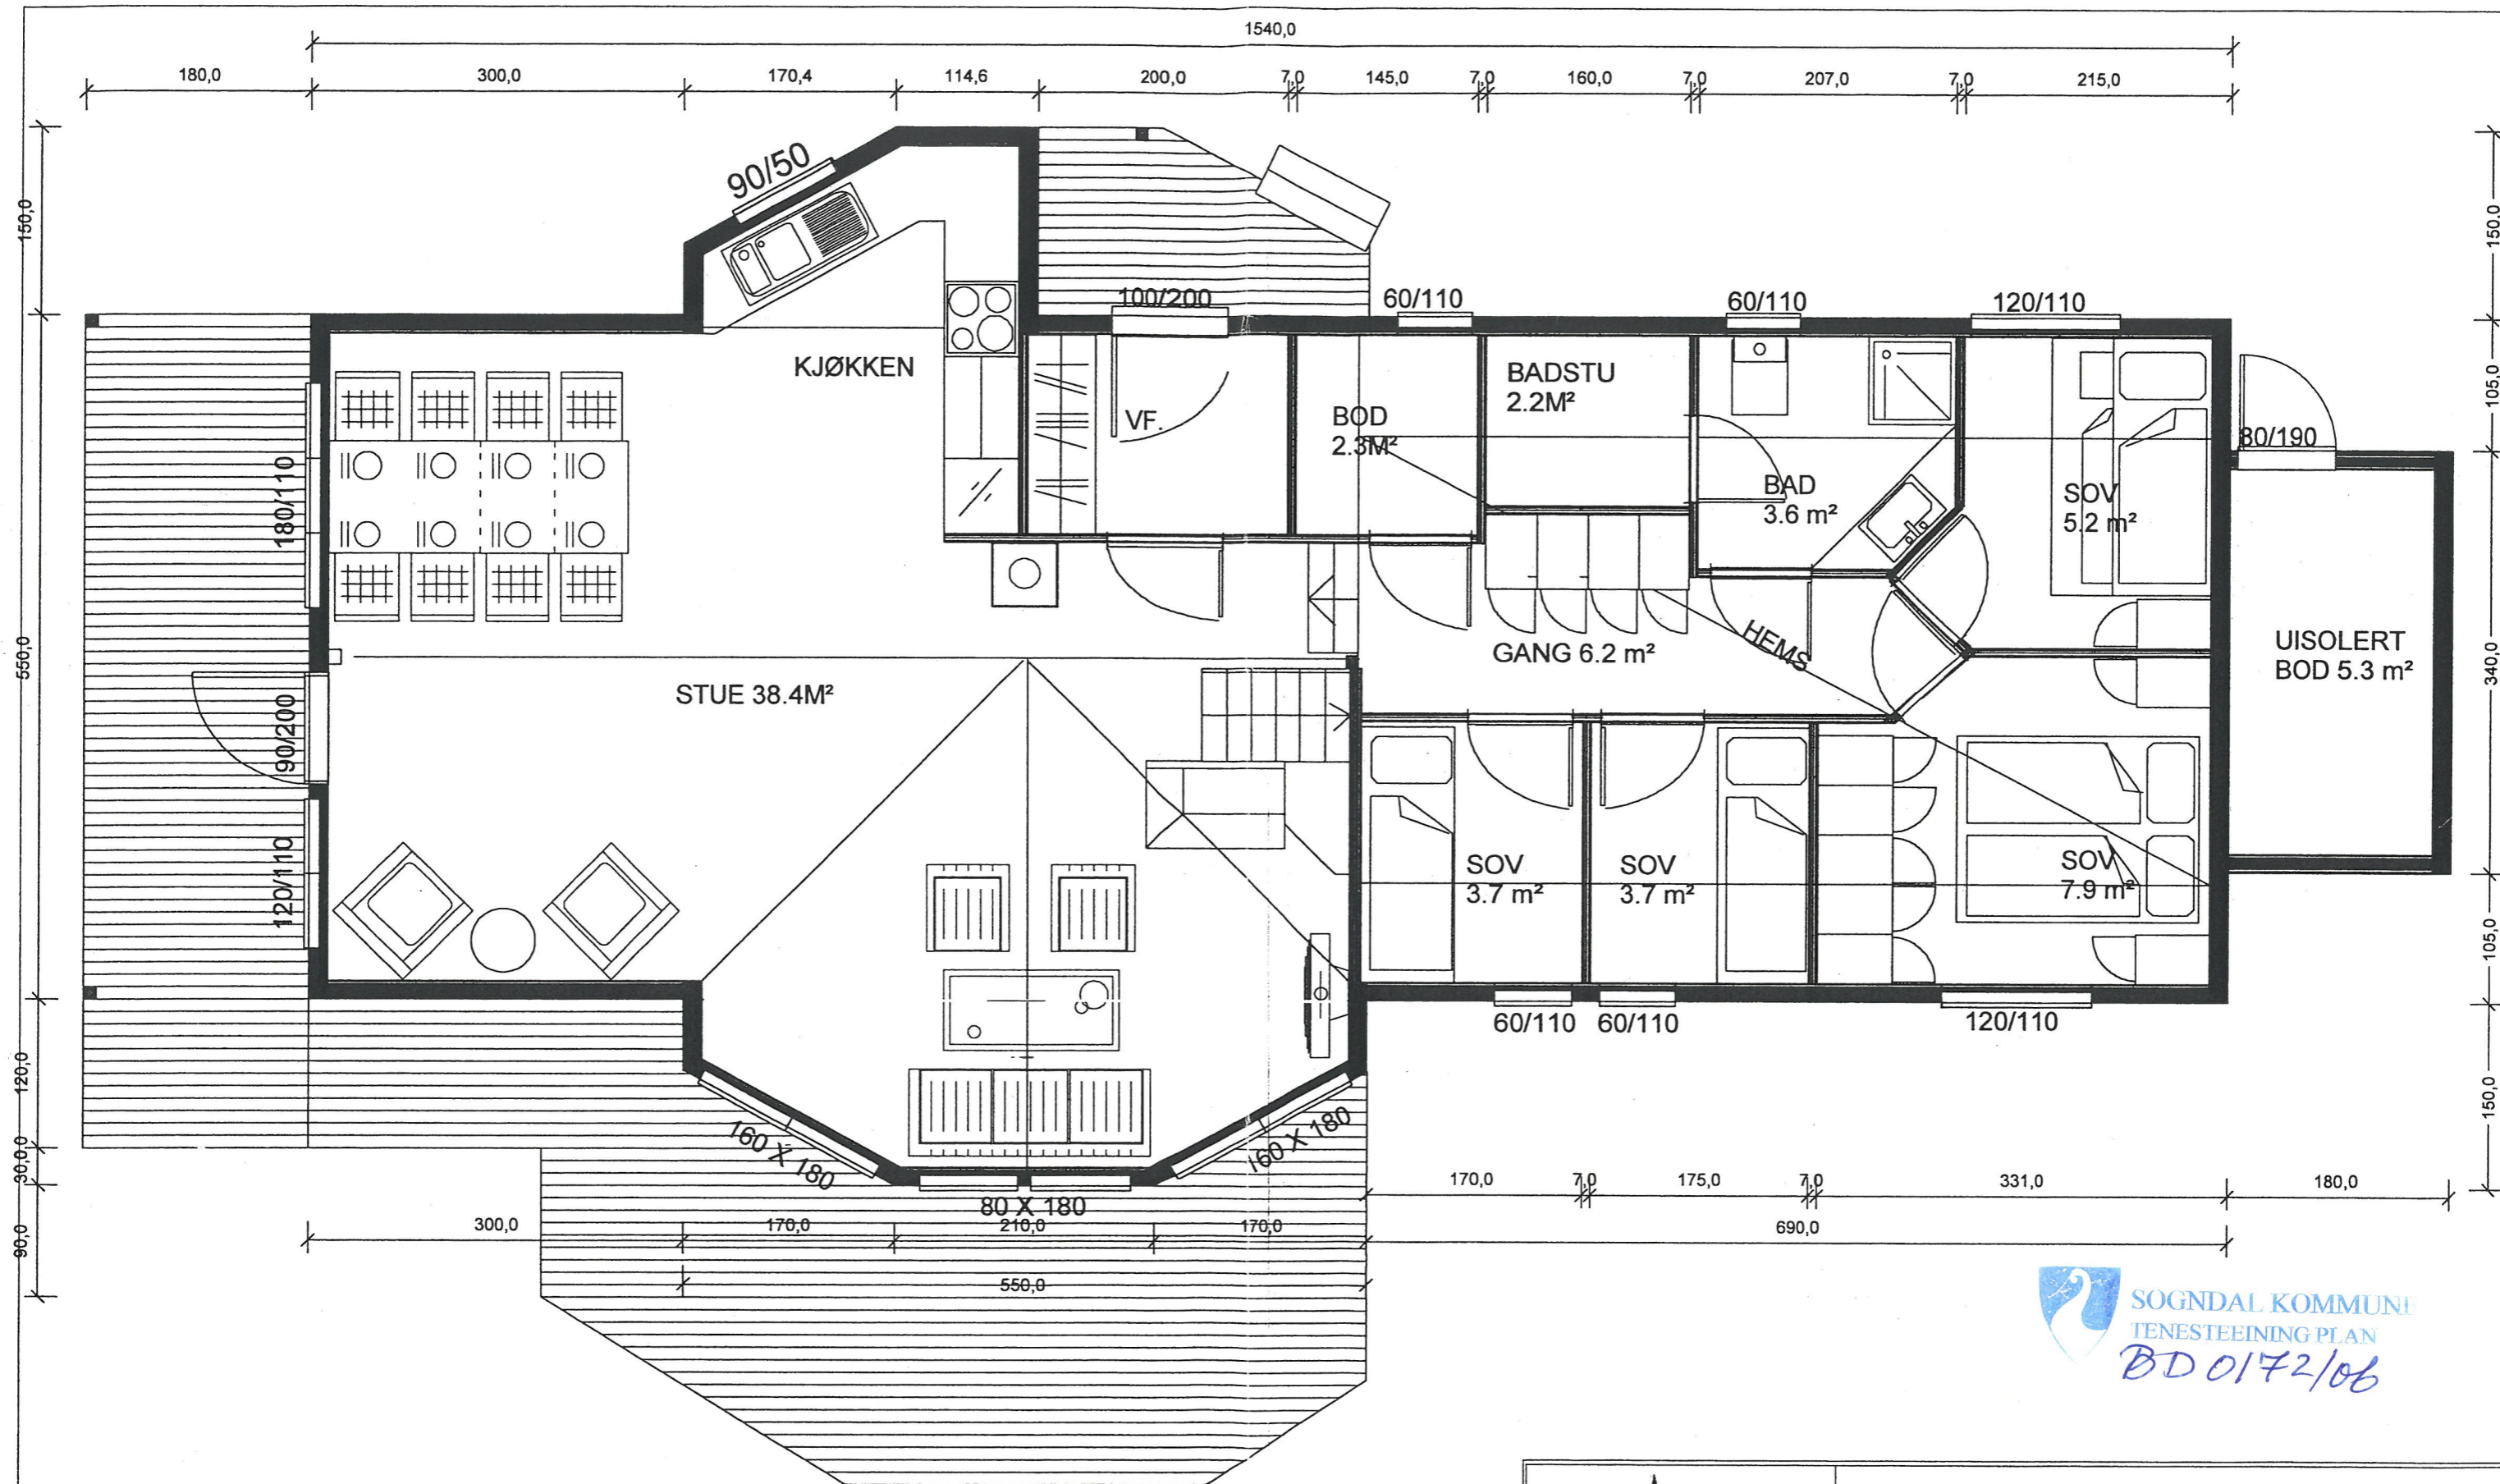 1540,0
180,0
300,0
170,4
114,6
200,0
7,0
145,0
7,0
160,0
7,0
207,0
7,0
215,0
150,0
550,0
120,0
30,0
90,0
150,0
105,0
340,0
105,0
150,0
90/50
100/200
60/110
60/110
120/110
KJØKKEN
VF.
BOD
2.3M²
BADSTU
2.2M²
BAD
3.6 m²
SOV
5.2 m²
80/190
180/110
90/200
120/110
STUE 38.4M²
GANG 6.2 m²
HEMS
UISOLERT
BOD 5.3 m²
SOV
3.7 m²
SOV
3.7 m²
SOV
7.9 m²
60/110
60/110
120/110
160 X 180
80 X 180
160 X 180
170,0
7,0
175,0
7,0
331,0
180,0
300,0
170,0
210,0
170,0
690,0
550,0
SOGNDAL KOMMUNE
TENESTEEINING PLAN
BD 0172/06